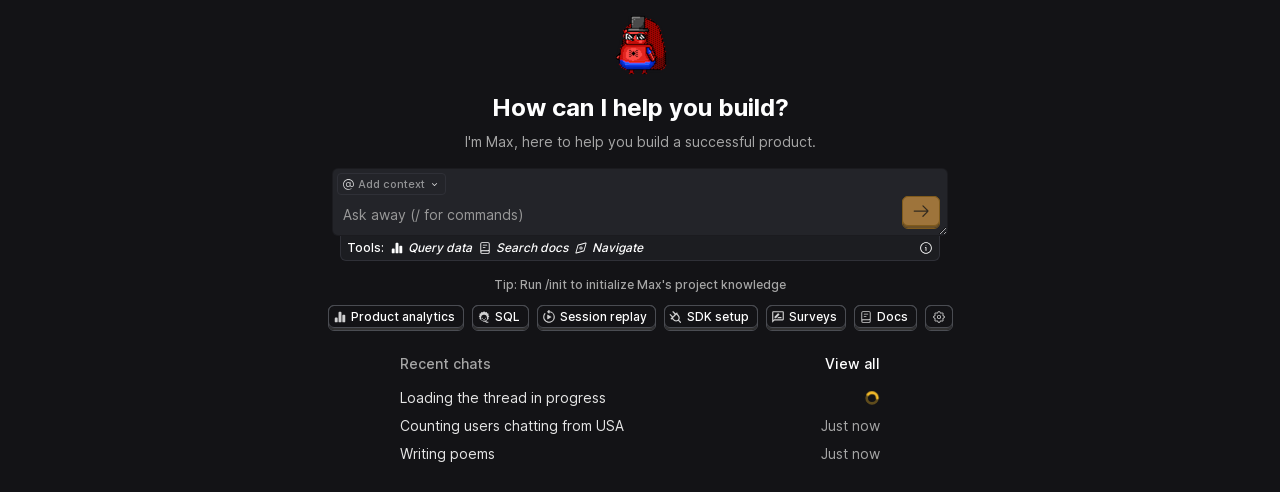 How can I help you build?
I'm Max, here to help you build a successful product.
@ Add context
Ask away (/ for commands)
Tools: Query data Search docs Navigate
Tip: Run /init to initialize Max's project knowledge
Product analytics SQL Session replay SDK setup Surveys Docs
Recent chats View all
Loading the thread in progress
Counting users chatting from USA Just now
Writing poems Just now